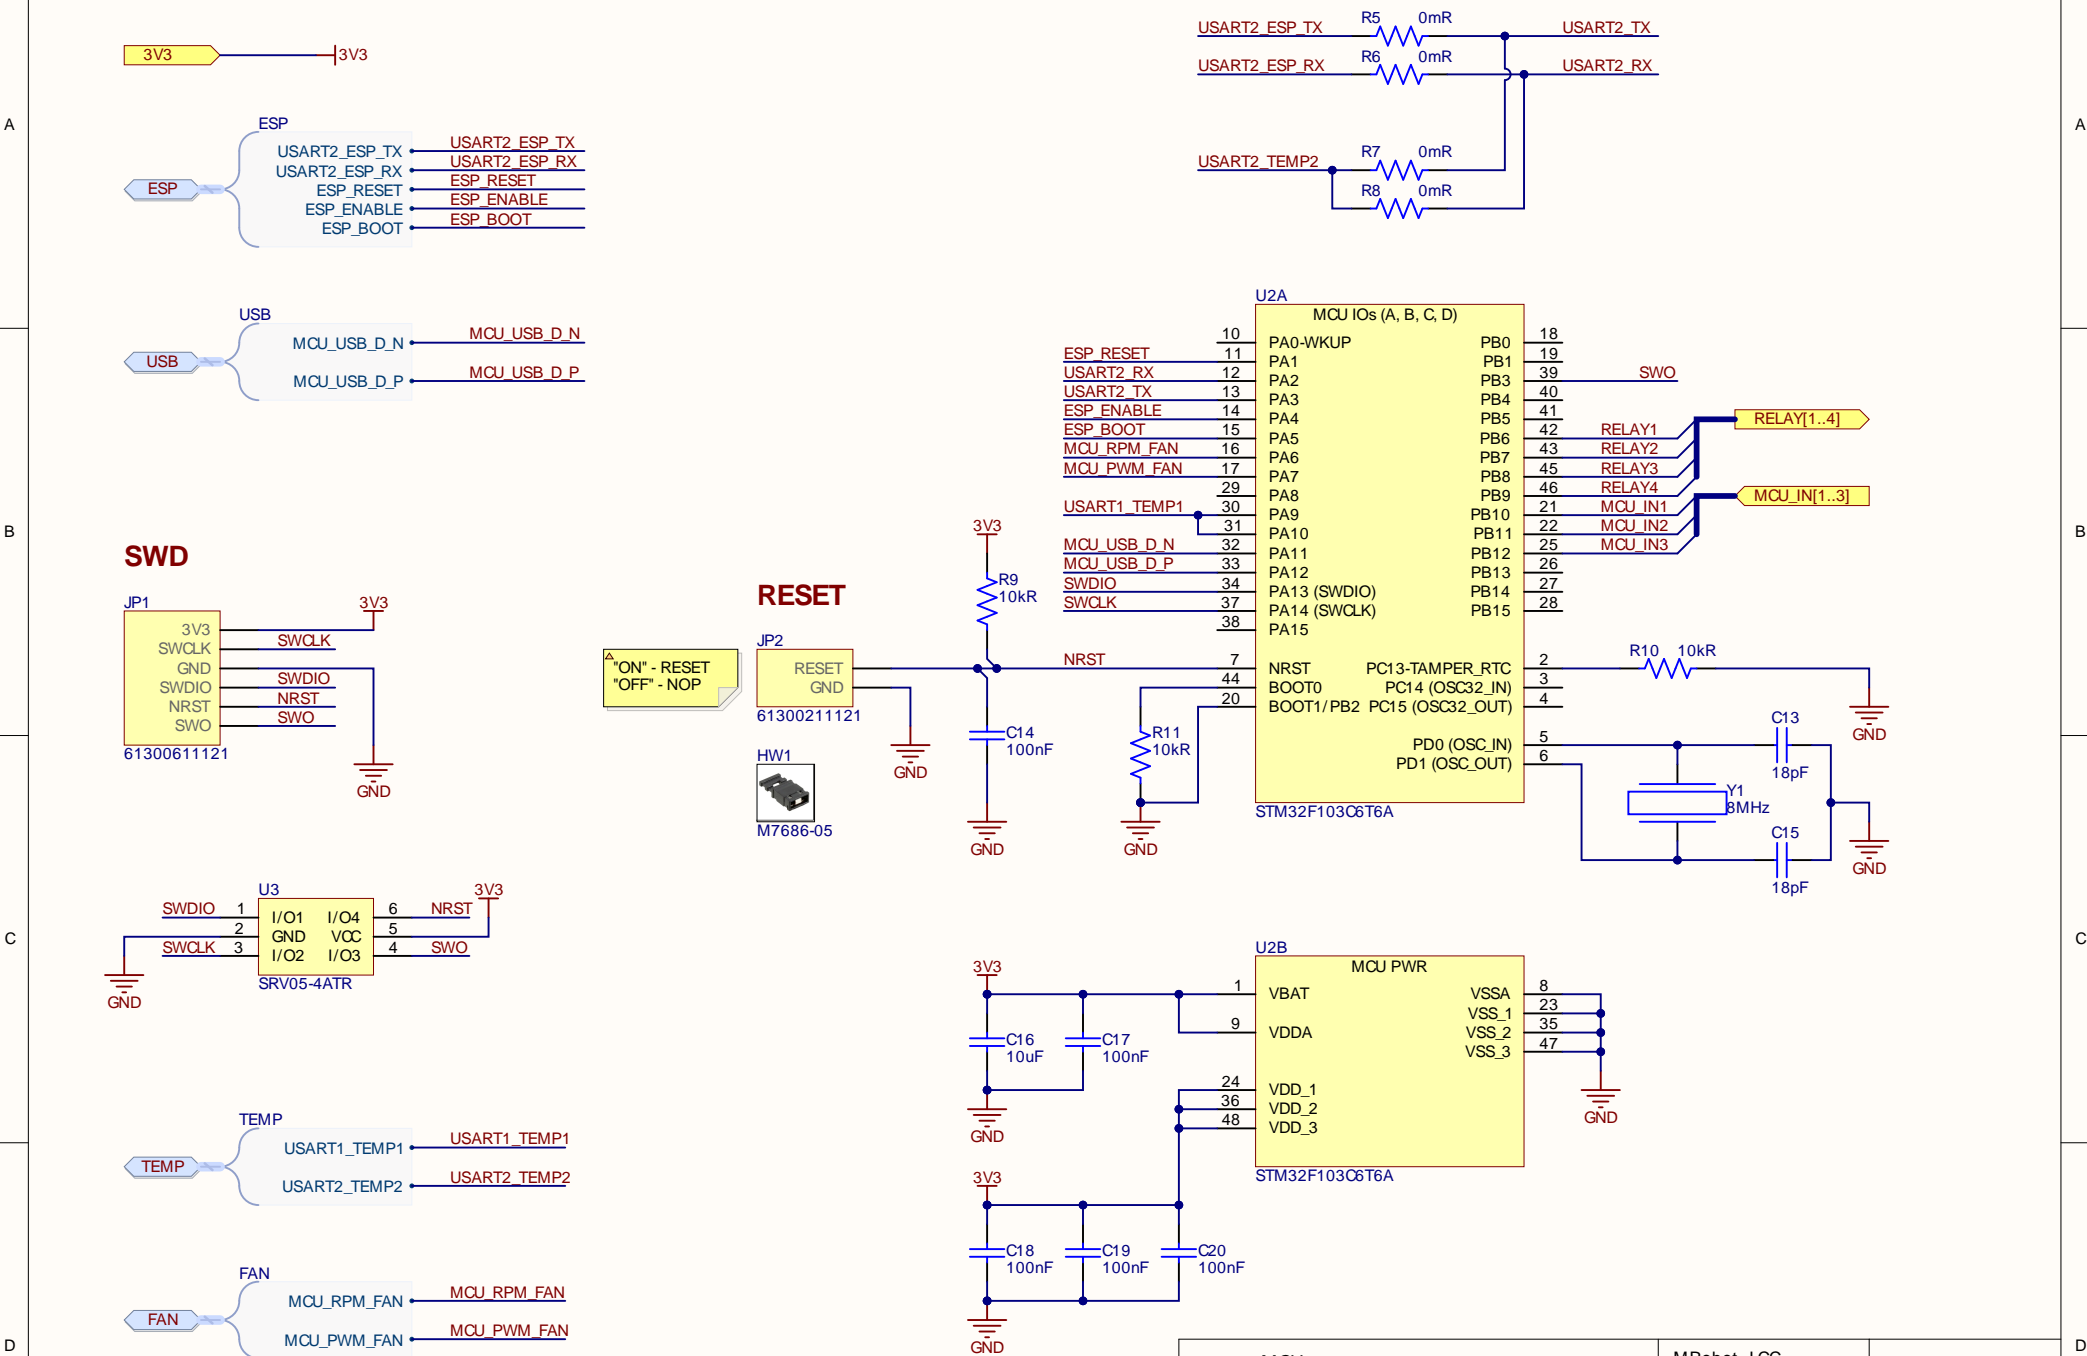 3V3
3V3
ESP
ESP
USART2_ESP_TX
USART2_ESP_RX
ESP_RESET
ESP_ENABLE
ESP_BOOT
USART2_ESP_TX
USART2_ESP_RX
ESP_RESET
ESP_ENABLE
ESP_BOOT
USB
USB
MCU_USB_D_N
MCU_USB_D_P
MCU_USB_D_N
MCU_USB_D_P
USART2_ESP_TX R5 0mR USART2_TX
USART2_ESP_RX R6 0mR USART2_RX
USART2_TEMP2 R7 0mR
R8 0mR
SWD
JP1
3V3
SWCLK
GND
SWDIO
NRST
SWO
61300611121
3V3
SWCLK
SWDIO
NRST
SWO
GND
RESET
"ON" - RESET
"OFF" - NOP
JP2
RESET
GND
61300211121
GND
HW1
M7686-05
3V3
R9
10kR
C14
100nF
GND
NRST
R11
10kR
GND
U2A
MCU IOs (A, B, C, D)
10 PA0-WKUP
ESP_RESET 11 PA1
USART2_RX 12 PA2
USART2_TX 13 PA3
ESP_ENABLE 14 PA4
ESP_BOOT 15 PA5
MCU_RPM_FAN 16 PA6
MCU_PWM_FAN 17 PA7
29 PA8
USART1_TEMP1 30 PA9
31 PA10
MCU_USB_D_N 32 PA11
MCU_USB_D_P 33 PA12
SWDIO 34 PA13 (SWDIO)
SWCLK 37 PA14 (SWCLK)
38 PA15
7 NRST
44 BOOT0
20 BOOT1/PB2
PB0 18
PB1 19
PB3 39 SWO
PB4 40
PB5 41
PB6 42 RELAY1
PB7 43 RELAY2
PB8 45 RELAY3
PB9 46 RELAY4
PB10 21 MCU_IN1
PB11 22 MCU_IN2
PB12 25 MCU_IN3
PB13 26
PB14 27
PB15 28
PC13-TAMPER_RTC 2
PC14 (OSC32_IN) 3
PC15 (OSC32_OUT) 4
PD0 (OSC_IN) 5
PD1 (OSC_OUT) 6
STM32F103C6T6A
RELAY[1..4]
MCU_IN[1..3]
R10 10kR
GND
C13
18pF
Y1
8MHz
C15
18pF
GND
U3
3V3
SWDIO 1 I/O1 I/O4 6 NRST
2 GND VCC 5
SWCLK 3 I/O2 I/O3 4 SWO
SRV05-4ATR
GND
U2B
MCU PWR
3V3
1 VBAT
9 VDDA
24 VDD_1
36 VDD_2
48 VDD_3
VSSA 8
VSS_1 23
VSS_2 35
VSS_3 47
STM32F103C6T6A
GND
C16
10uF
C17
100nF
GND
3V3
C18
100nF
C19
100nF
C20
100nF
GND
TEMP
TEMP
USART1_TEMP1
USART2_TEMP2
USART1_TEMP1
USART2_TEMP2
FAN
FAN
MCU_RPM_FAN
MCU_PWM_FAN
MCU_RPM_FAN
MCU_PWM_FAN
A
B
C
D
A
B
C
D